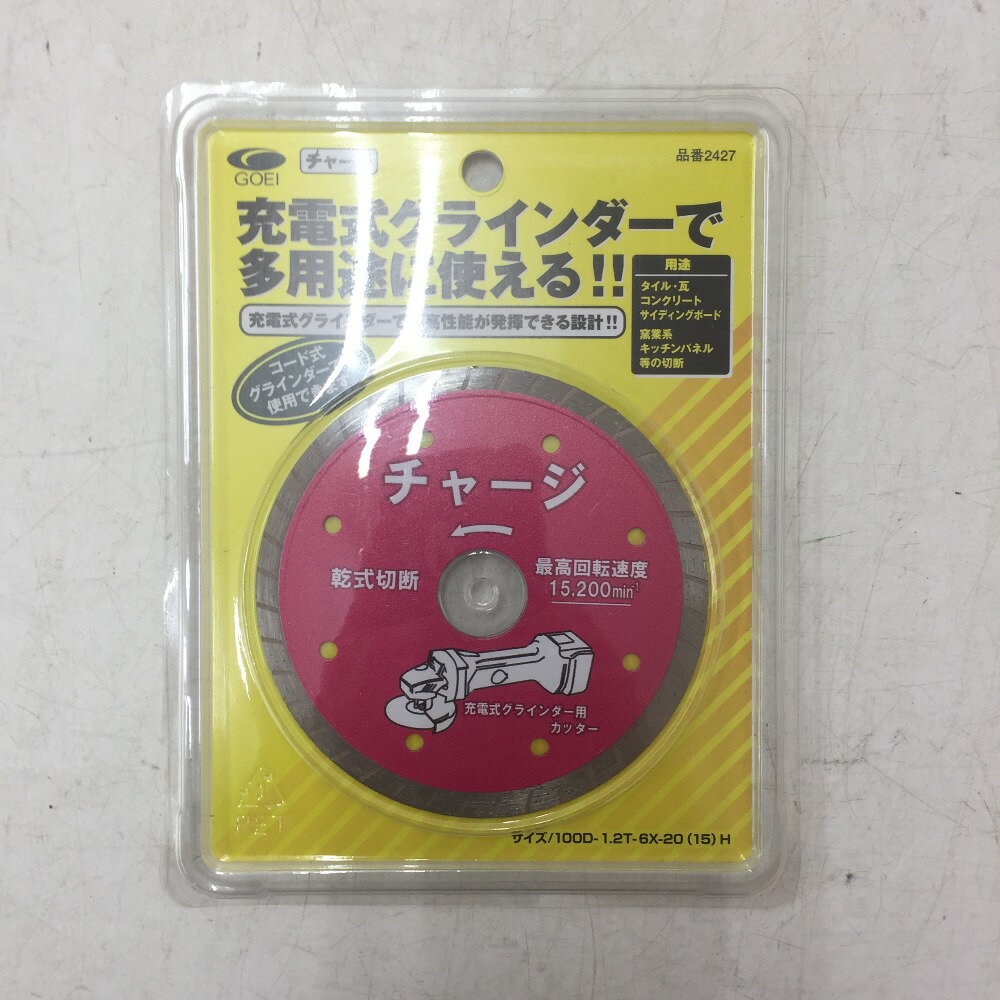 GOEI
チャージ
品番2427
充電式グラインダーで
多用途に使える!!
充電式グラインダーで 高性能が発揮できる設計!!
用途
タイル・瓦
コンクリート
サイディングボード
窯業系
キッチンパネル
等の切断
コード式
グラインダー
使用できます
チャージ
乾式切断
最高回転速度
15,200min⁻¹
充電式グラインダー用
カッター
PET
サイズ/100D-1.2T-6X-20(15)H